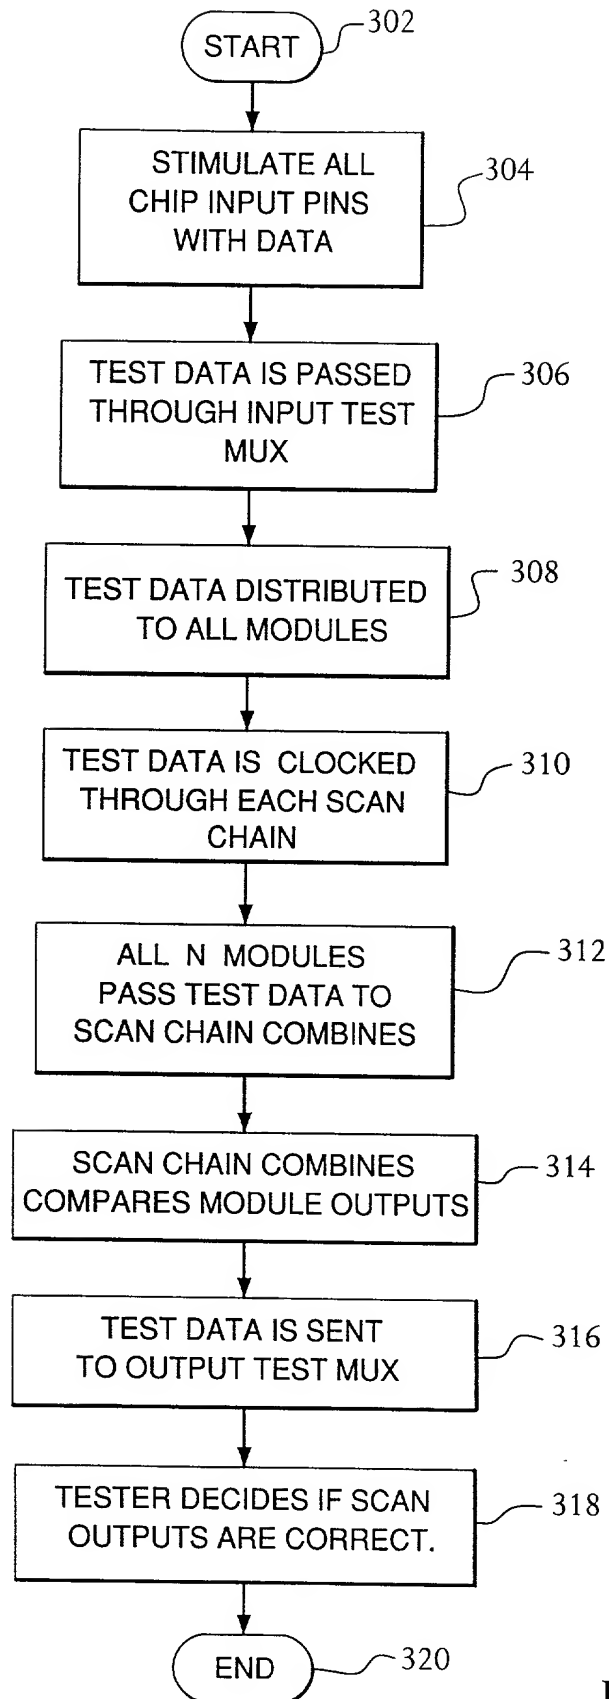 START
302
STIMULATE ALL
CHIP INPUT PINS
WITH DATA
304
TEST DATA IS PASSED
THROUGH INPUT TEST
MUX
306
TEST DATA DISTRIBUTED
TO ALL MODULES
308
TEST DATA IS CLOCKED
THROUGH EACH SCAN
CHAIN
310
ALL N MODULES
PASS TEST DATA TO
SCAN CHAIN COMBINES
312
SCAN CHAIN COMBINES
COMPARES MODULE OUTPUTS
314
TEST DATA IS SENT
TO OUTPUT TEST MUX
316
TESTER DECIDES IF SCAN
OUTPUTS ARE CORRECT.
318
END
320